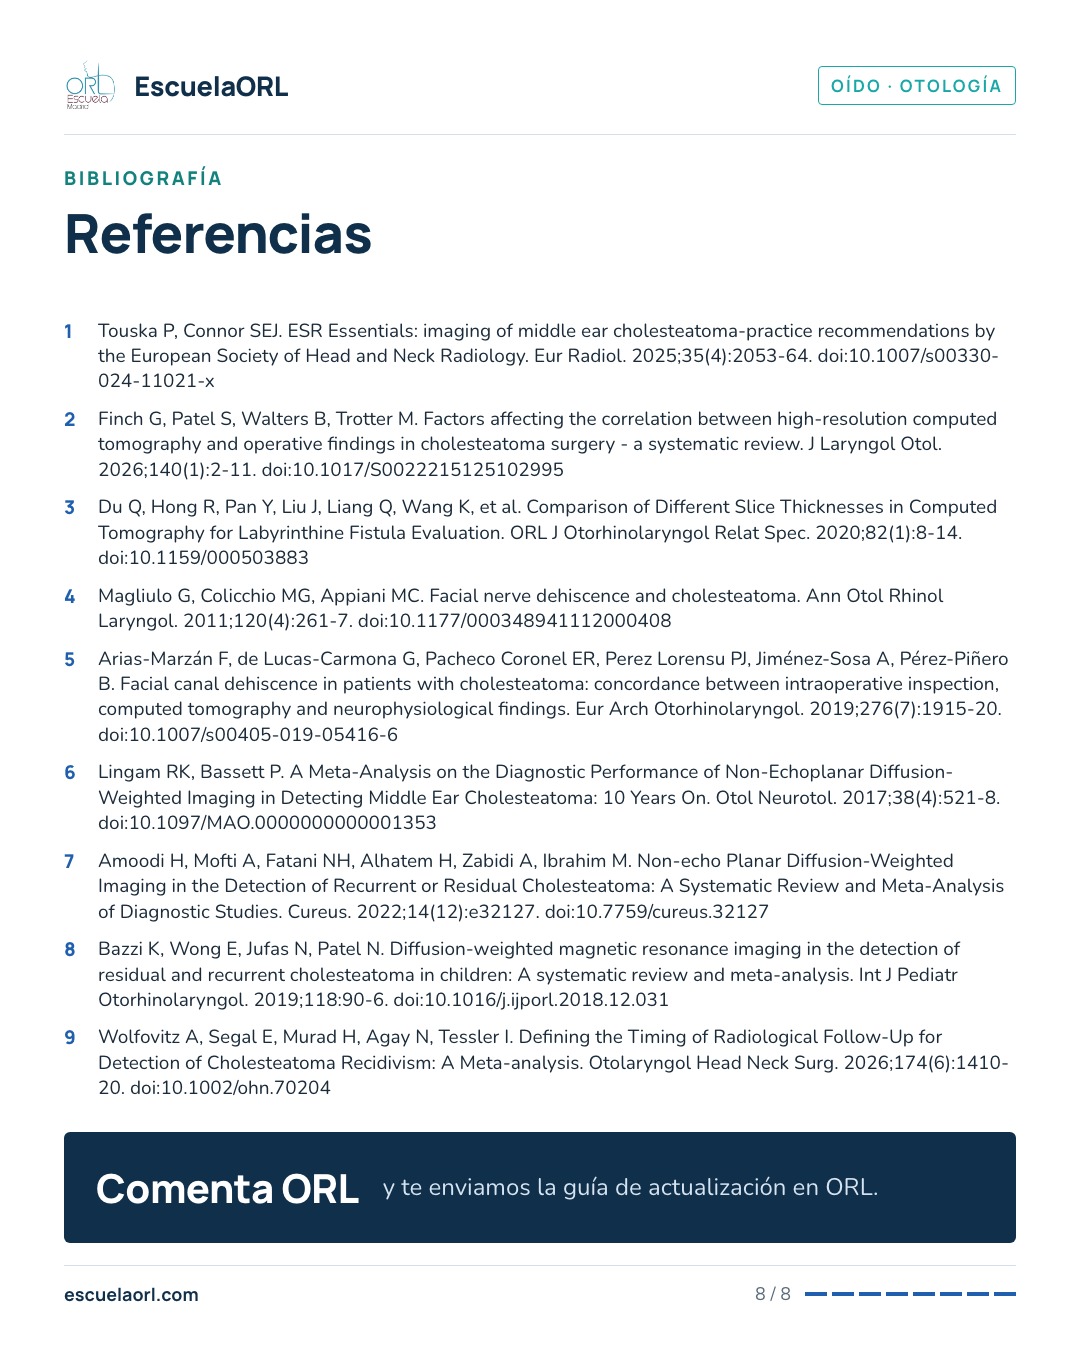 ORL
Escuela
Madrid
EscuelaORL
OÍDO · OTOLOGÍA
BIBLIOGRAFÍA
Referencias
1 Touska P, Connor SEJ. ESR Essentials: imaging of middle ear cholesteatoma-practice recommendations by
the European Society of Head and Neck Radiology. Eur Radiol. 2025;35(4):2053-64. doi:10.1007/s00330-
024-11021-x
2 Finch G, Patel S, Walters B, Trotter M. Factors affecting the correlation between high-resolution computed
tomography and operative findings in cholesteatoma surgery - a systematic review. J Laryngol Otol.
2026;140(1):2-11. doi:10.1017/S0022215125102995
3 Du Q, Hong R, Pan Y, Liu J, Liang Q, Wang K, et al. Comparison of Different Slice Thicknesses in Computed
Tomography for Labyrinthine Fistula Evaluation. ORL J Otorhinolaryngol Relat Spec. 2020;82(1):8-14.
doi:10.1159/000503883
4 Magliulo G, Colicchio MG, Appiani MC. Facial nerve dehiscence and cholesteatoma. Ann Otol Rhinol
Laryngol. 2011;120(4):261-7. doi:10.1177/000348941112000408
5 Arias-Marzán F, de Lucas-Carmona G, Pacheco Coronel ER, Perez Lorensu PJ, Jiménez-Sosa A, Pérez-Piñero
B. Facial canal dehiscence in patients with cholesteatoma: concordance between intraoperative inspection,
computed tomography and neurophysiological findings. Eur Arch Otorhinolaryngol. 2019;276(7):1915-20.
doi:10.1007/s00405-019-05416-6
6 Lingam RK, Bassett P. A Meta-Analysis on the Diagnostic Performance of Non-Echoplanar Diffusion-
Weighted Imaging in Detecting Middle Ear Cholesteatoma: 10 Years On. Otol Neurotol. 2017;38(4):521-8.
doi:10.1097/MAO.0000000000001353
7 Amoodi H, Mofti A, Fatani NH, Alhatem H, Zabidi A, Ibrahim M. Non-echo Planar Diffusion-Weighted
Imaging in the Detection of Recurrent or Residual Cholesteatoma: A Systematic Review and Meta-Analysis
of Diagnostic Studies. Cureus. 2022;14(12):e32127. doi:10.7759/cureus.32127
8 Bazzi K, Wong E, Jufas N, Patel N. Diffusion-weighted magnetic resonance imaging in the detection of
residual and recurrent cholesteatoma in children: A systematic review and meta-analysis. Int J Pediatr
Otorhinolaryngol. 2019;118:90-6. doi:10.1016/j.ijporl.2018.12.031
9 Wolfovitz A, Segal E, Murad H, Agay N, Tessler I. Defining the Timing of Radiological Follow-Up for
Detection of Cholesteatoma Recidivism: A Meta-analysis. Otolaryngol Head Neck Surg. 2026;174(6):1410-
20. doi:10.1002/ohn.70204
Comenta ORL y te enviamos la guía de actualización en ORL.
escuelaorl.com
8 / 8